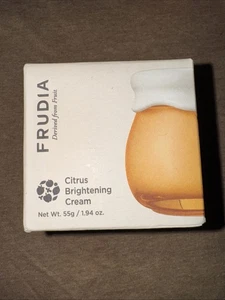 FRUDIA
Derived from Fruit
Citrus
Brightening
Cream
Net Wt. 55g / 1.94 oz.